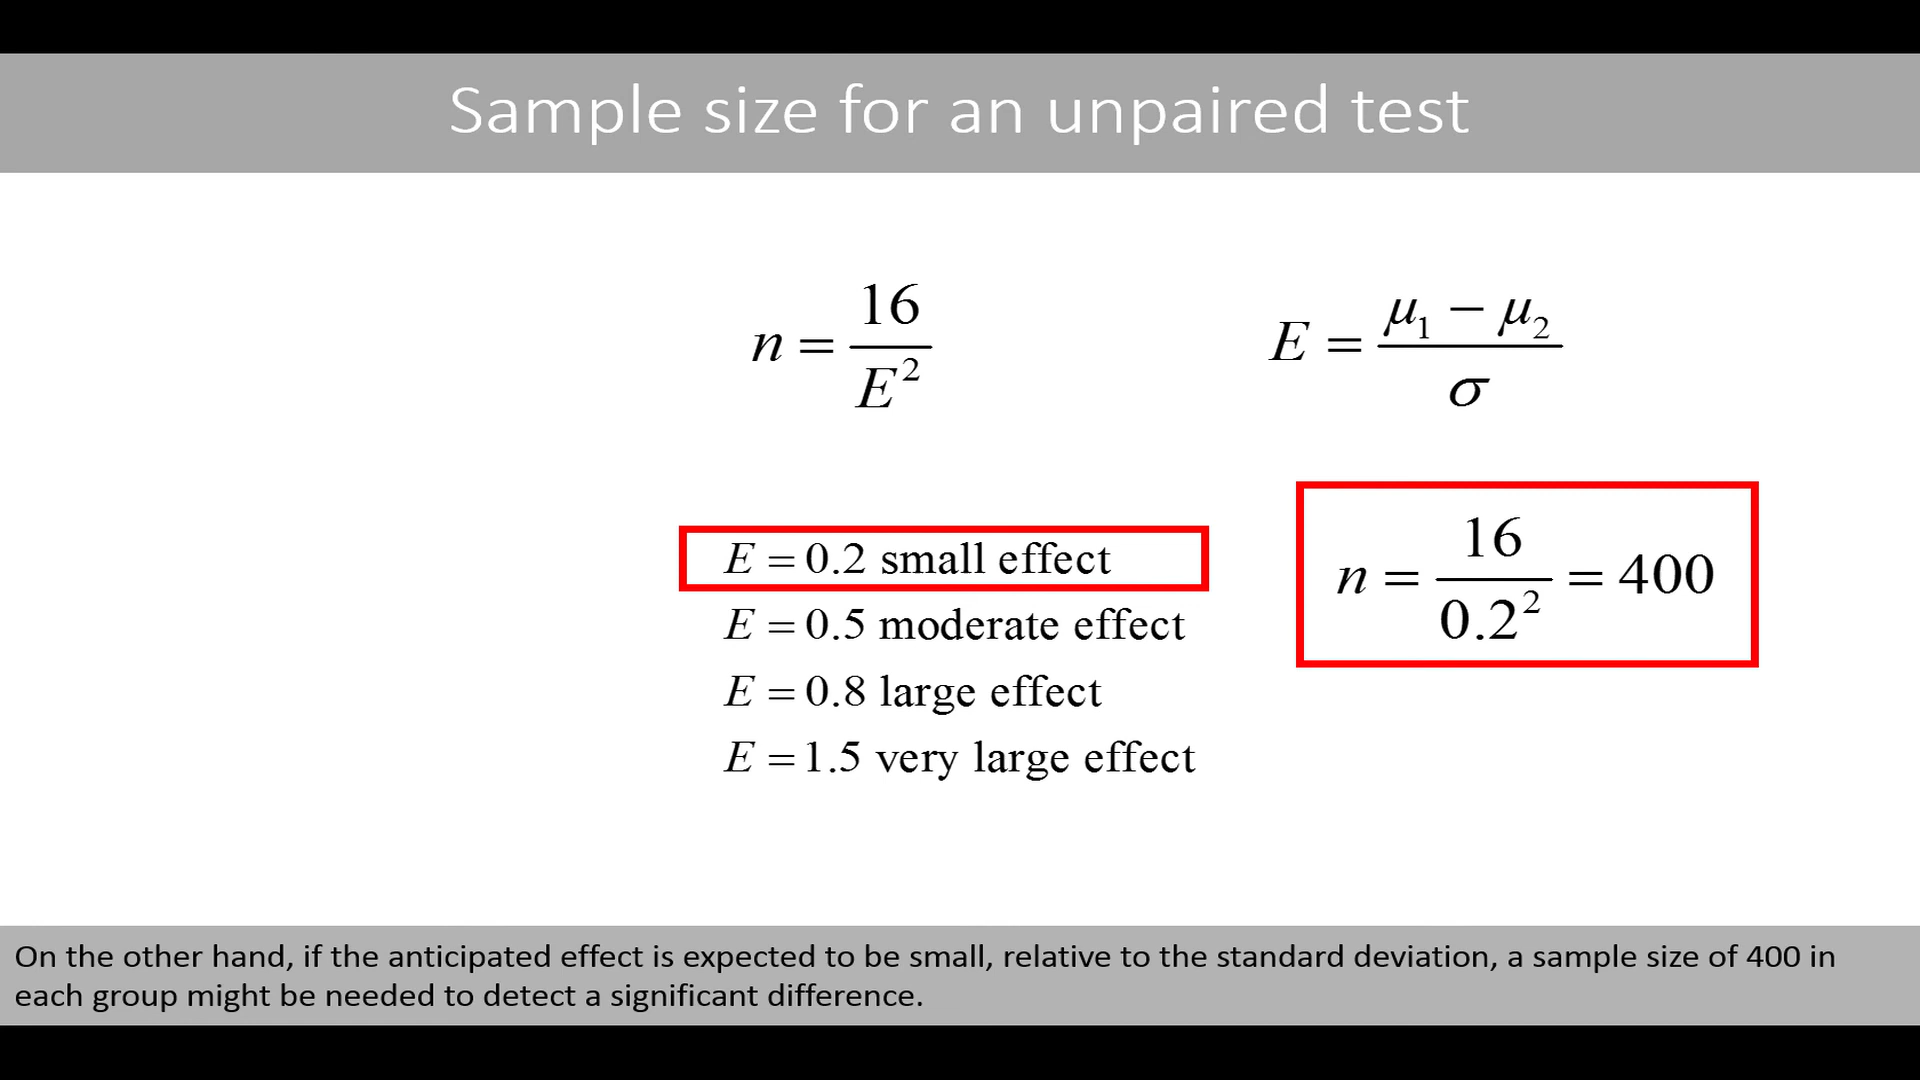 Sample size for an unpaired test
n = 16 / E²
E = μ₁ − μ₂ / σ
E = 0.2 small effect
E = 0.5 moderate effect
E = 0.8 large effect
E = 1.5 very large effect
n = 16 / 0.2² = 400
On the other hand, if the anticipated effect is expected to be small, relative to the standard deviation, a sample size of 400 in
each group might be needed to detect a significant difference.